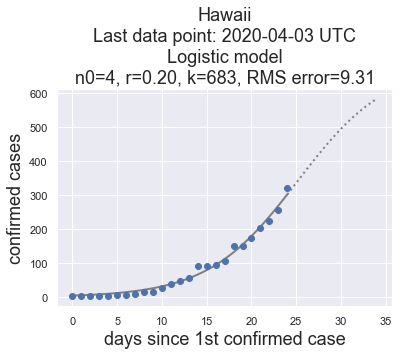 Hawaii
Last data point: 2020-04-03 UTC
Logistic model
n0=4, r=0.20, k=683, RMS error=9.31
600
500
400
300
200
100
0
confirmed cases
0 5 10 15 20 25 30 35
days since 1st confirmed case